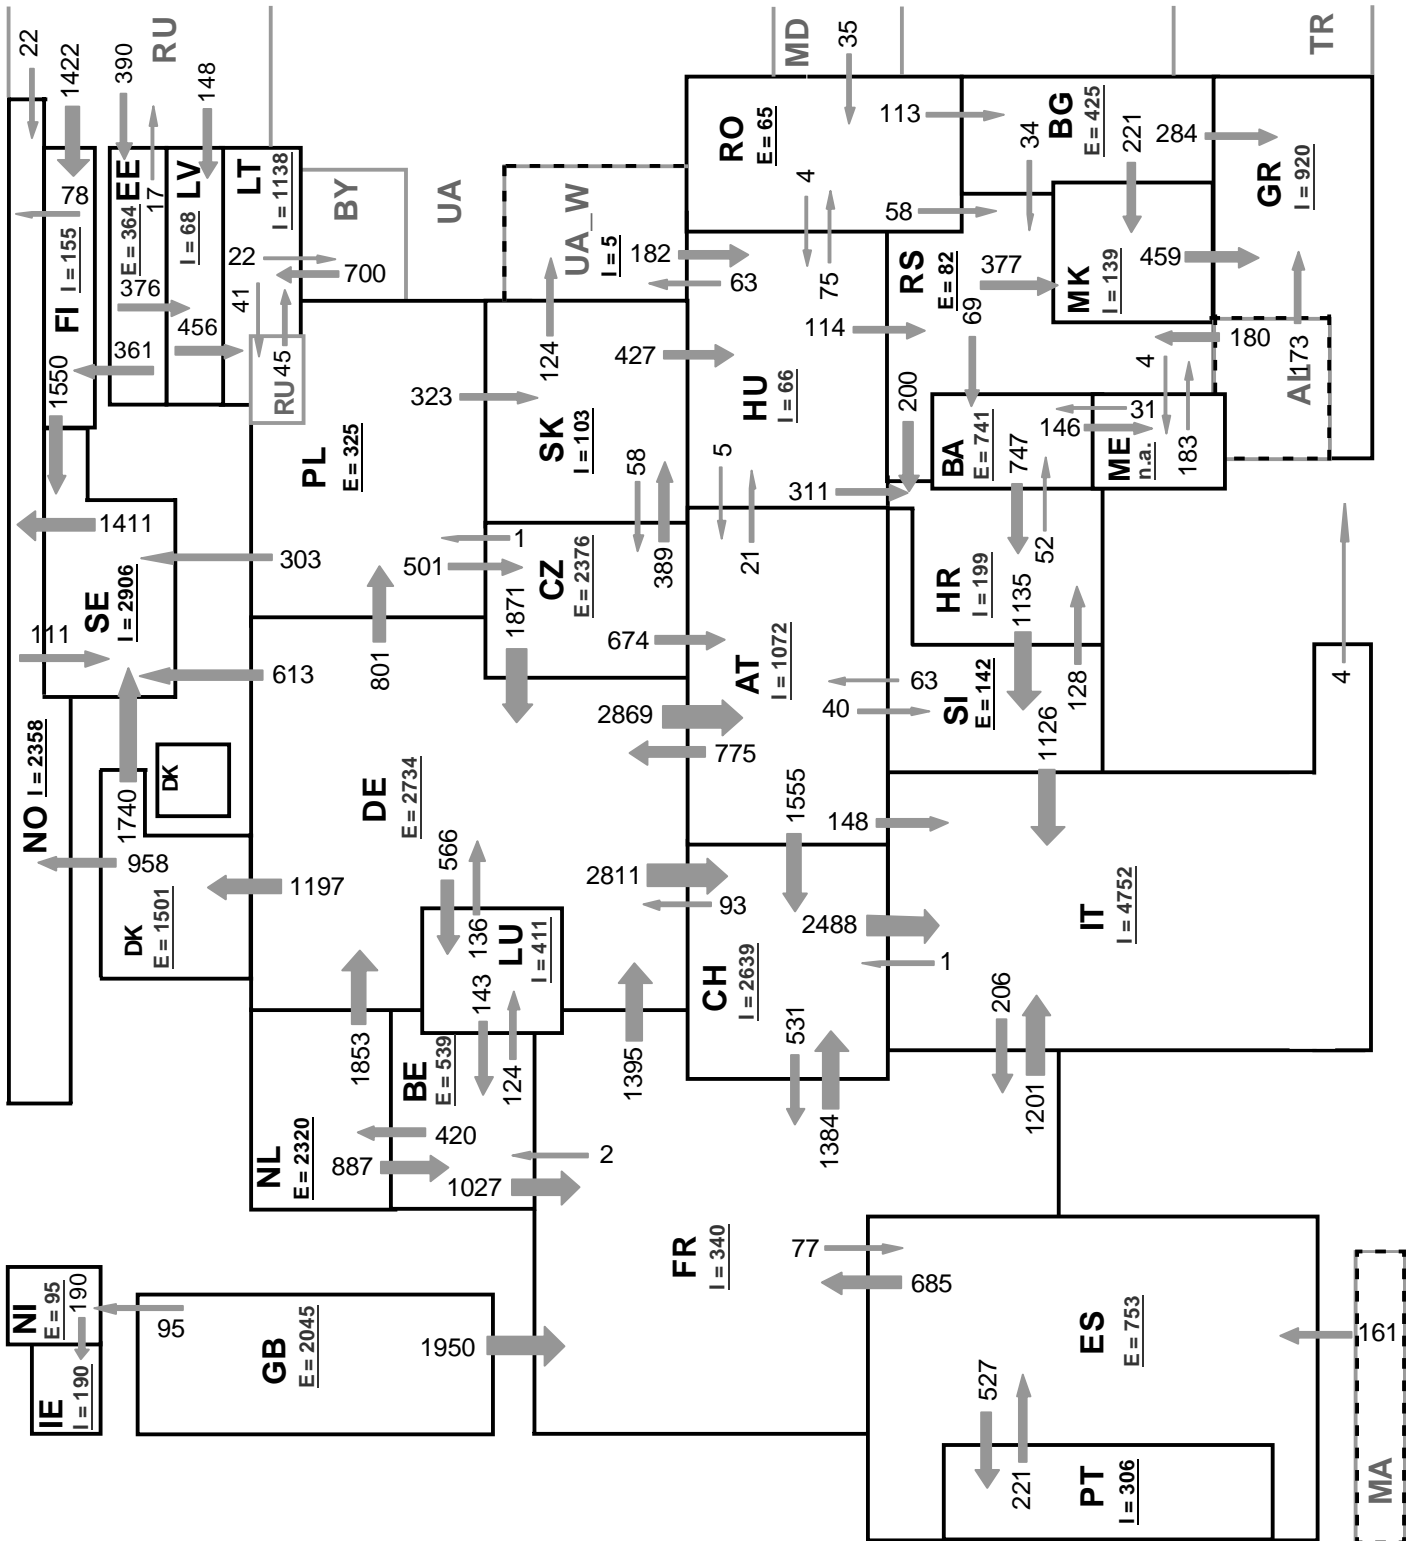 22
1422
390
RU
148
MD
35
TR
78
FI
I = 155
EE
E = 364
17
LV
I = 68
LT
I = 1138
BY
UA
UA_W
I = 5
RO
E = 65
113
BG
E = 425
34
221
284
GR
I = 920
4
58
376
22
700
41
456
361
1550
RU
45
182
63
75
RS
E = 82
377
69
MK
I = 139
459
124
114
427
180
173
AL
4
323
HU
I = 66
200
31
146
183
BA
E = 741
747
ME
n.a.
PL
E = 325
SK
I = 103
58
5
311
1411
303
1
501
389
21
52
SE
I = 2906
CZ
E = 2376
HR
I = 199
111
1871
674
1135
613
801
AT
I = 1072
63
40
SI
E = 142
128
4
NO I = 2358
2869
775
1126
DK
1740
DE
E = 2734
566
1555
148
958
1197
2811
93
DK
E = 1501
136
LU
I = 411
2488
IT
I = 4752
1
143
CH
I = 2639
206
1853
BE
E = 539
124
1395
531
1384
1201
NL
E = 2320
420
887
2
1027
FR
I = 340
77
685
NI
E = 95
190
95
GB
E = 2045
1950
ES
E = 753
161
IE
I = 190
527
221
PT
I = 306
MA